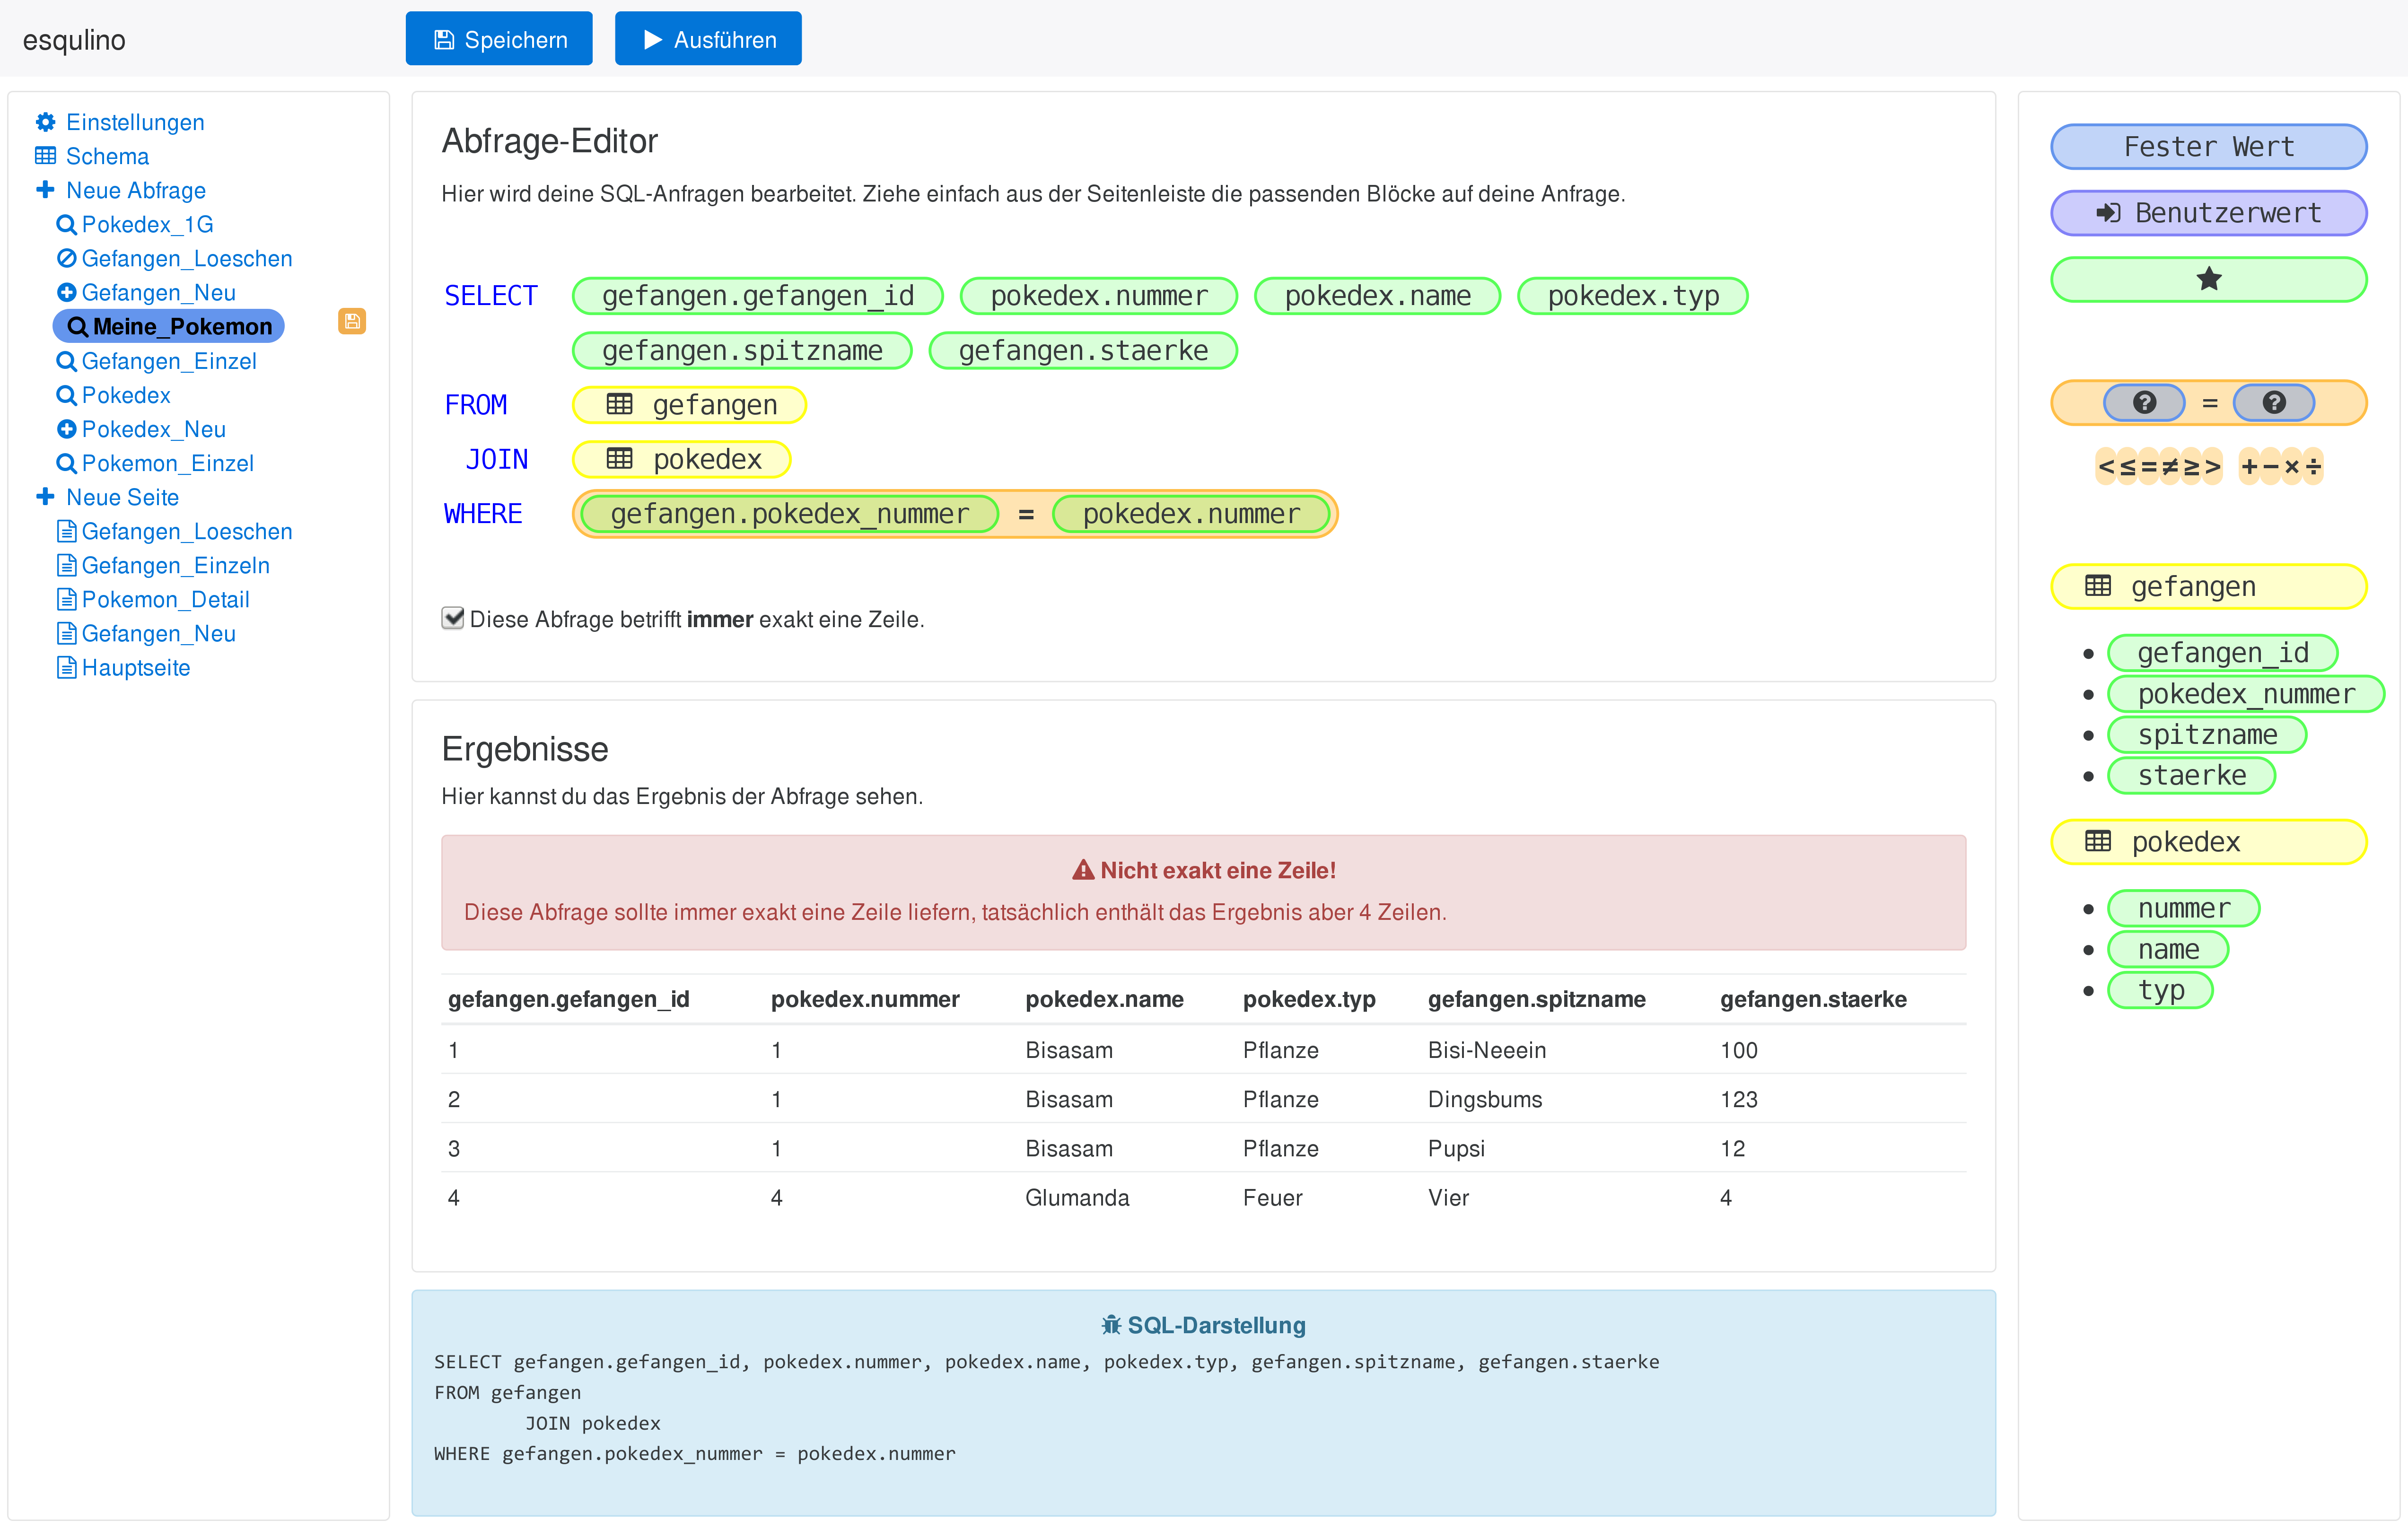 esqulino
Speichern
Ausführen
Einstellungen
Schema
Neue Abfrage
Pokedex_1G
Gefangen_Loeschen
Gefangen_Neu
Meine_Pokemon
Gefangen_Einzel
Pokedex
Pokedex_Neu
Pokemon_Einzel
Neue Seite
Gefangen_Loeschen
Gefangen_Einzeln
Pokemon_Detail
Gefangen_Neu
Hauptseite
Abfrage-Editor
Hier wird deine SQL-Anfragen bearbeitet. Ziehe einfach aus der Seitenleiste die passenden Blöcke auf deine Anfrage.
SELECT gefangen.gefangen_id pokedex.nummer pokedex.name pokedex.typ
gefangen.spitzname gefangen.staerke
FROM gefangen
JOIN pokedex
WHERE gefangen.pokedex_nummer = pokedex.nummer
Diese Abfrage betrifft immer exakt eine Zeile.
Ergebnisse
Hier kannst du das Ergebnis der Abfrage sehen.
Nicht exakt eine Zeile!
Diese Abfrage sollte immer exakt eine Zeile liefern, tatsächlich enthält das Ergebnis aber 4 Zeilen.
gefangen.gefangen_id pokedex.nummer pokedex.name pokedex.typ gefangen.spitzname gefangen.staerke
1 1 Bisasam Pflanze Bisi-Neeein 100
2 1 Bisasam Pflanze Dingsbums 123
3 1 Bisasam Pflanze Pupsi 12
4 4 Glumanda Feuer Vier 4
SQL-Darstellung
SELECT gefangen.gefangen_id, pokedex.nummer, pokedex.name, pokedex.typ, gefangen.spitzname, gefangen.staerke
FROM gefangen
JOIN pokedex
WHERE gefangen.pokedex_nummer = pokedex.nummer
Fester Wert
Benutzerwert
? = ?
< ≤ = ≠ ≥ > + − × ÷
gefangen
gefangen_id
pokedex_nummer
spitzname
staerke
pokedex
nummer
name
typ